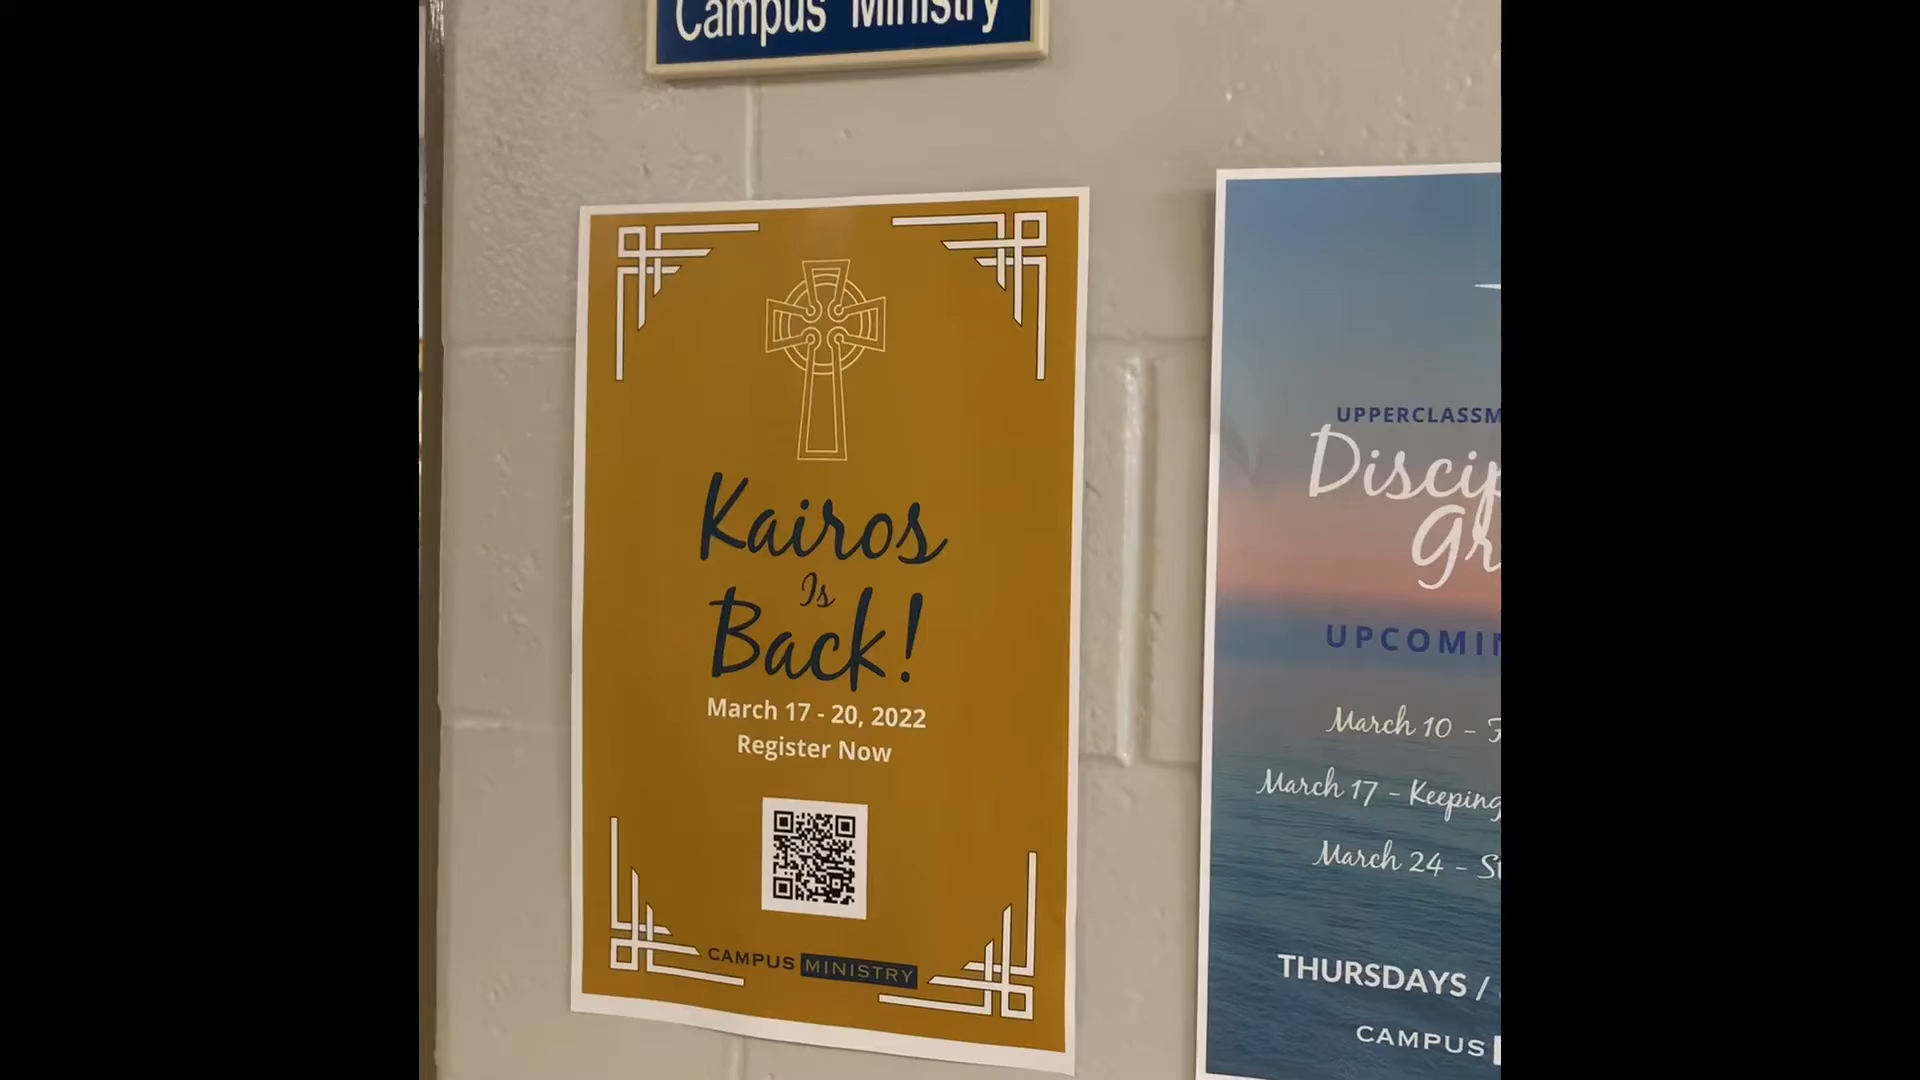 Campus Ministry
Kairos
Is
Back!
March 17 - 20, 2022
Register Now
CAMPUS MINISTRY
UPPERCLASSM
Discip
Gr
UPCOMIN
March 10 -
March 17 - Keeping
March 24 -
THURSDAYS /
CAMPUS